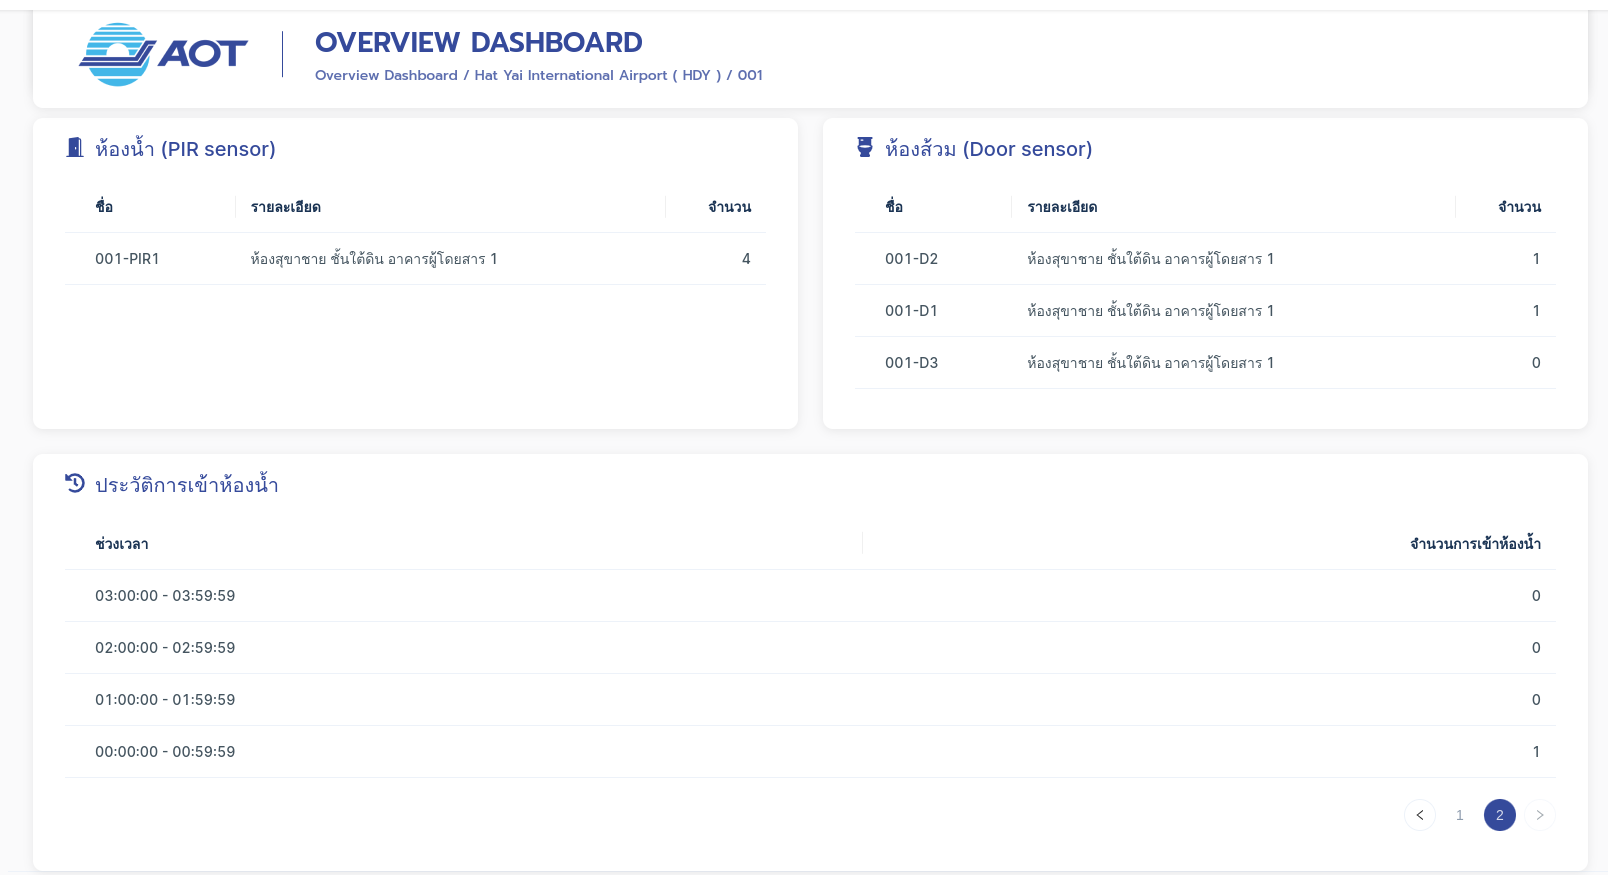 AOT
OVERVIEW DASHBOARD
Overview Dashboard / Hat Yai International Airport ( HDY ) / 001
ห้องน้ำ (PIR sensor)
ชื่อ รายละเอียด จำนวน
001-PIR1 ห้องสุขาชาย ชั้นใต้ดิน อาคารผู้โดยสาร 1 4
ห้องส้วม (Door sensor)
ชื่อ รายละเอียด จำนวน
001-D2 ห้องสุขาชาย ชั้นใต้ดิน อาคารผู้โดยสาร 1 1
001-D1 ห้องสุขาชาย ชั้นใต้ดิน อาคารผู้โดยสาร 1 1
001-D3 ห้องสุขาชาย ชั้นใต้ดิน อาคารผู้โดยสาร 1 0
ประวัติการเข้าห้องน้ำ
ช่วงเวลา จำนวนการเข้าห้องน้ำ
03:00:00 - 03:59:59 0
02:00:00 - 02:59:59 0
01:00:00 - 01:59:59 0
00:00:00 - 00:59:59 1
1 2